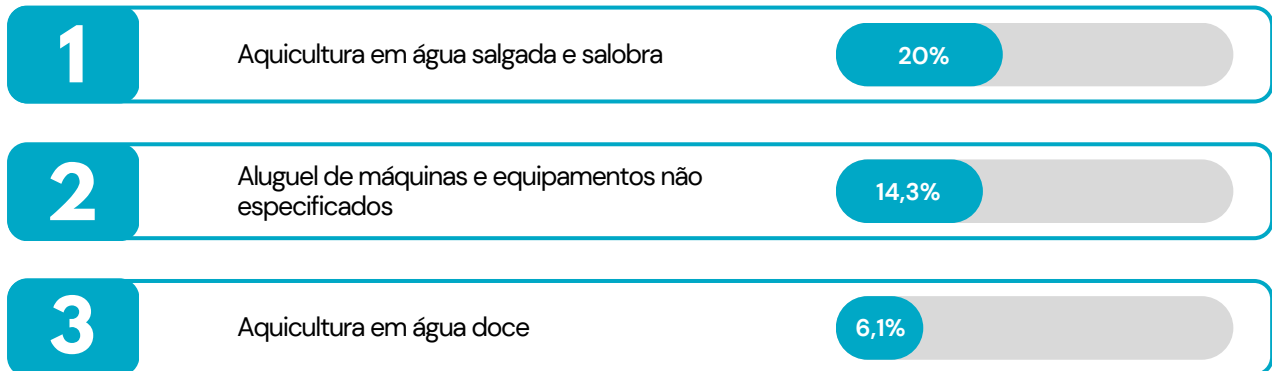 1
Aquicultura em água salgada e salobra
20%
2
Aluguel de máquinas e equipamentos não
especificados
14,3%
3
Aquicultura em água doce
6,1%